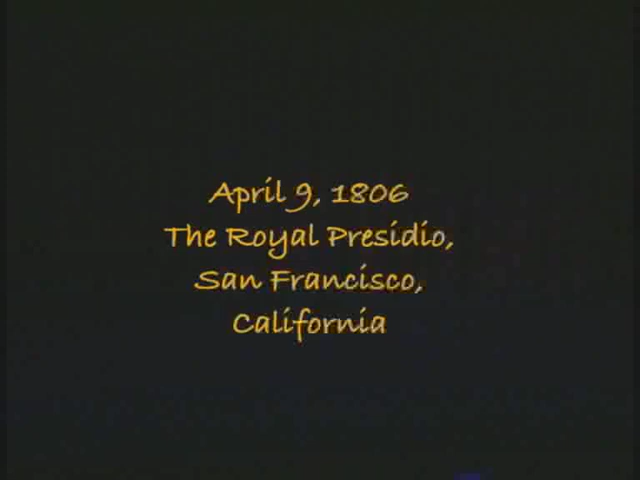 April 9, 1806
The Royal Presidio,
San Francisco,
California